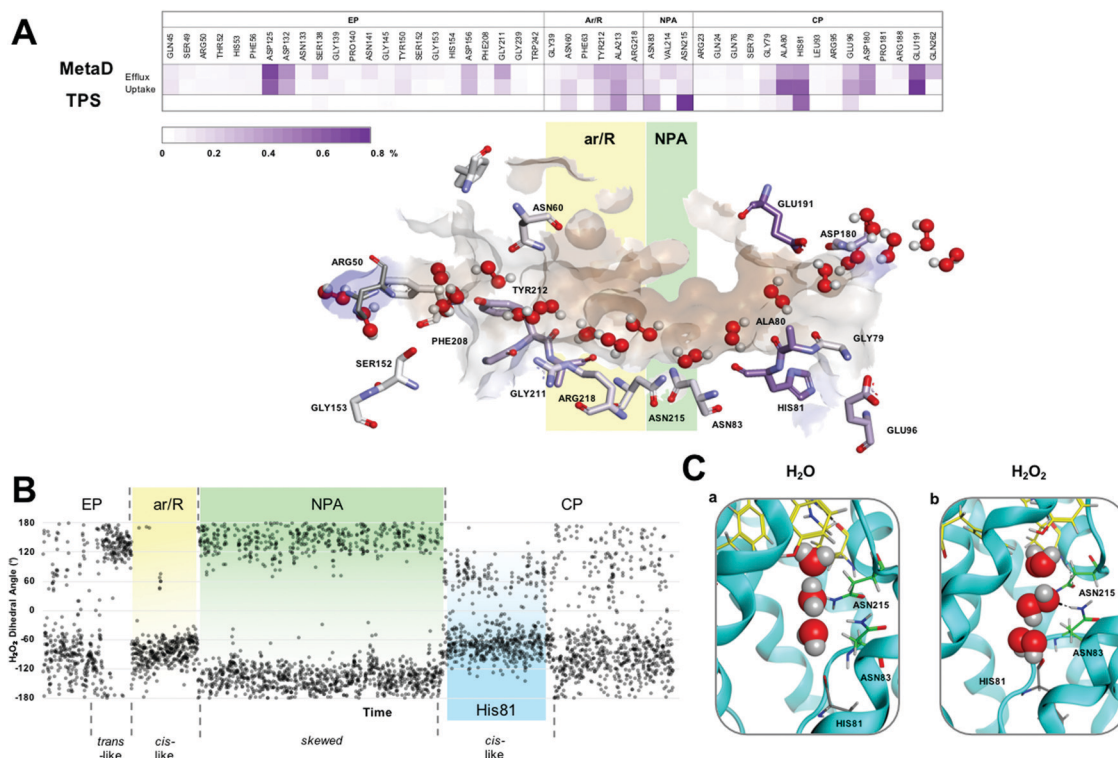 A
EP Ar/R NPA CP
GLN45 SER49 ARG50 THR52 HIS53 PHE56 ASP125 ASP132 ASN133 SER138 GLY139 PRO140 ASN141 GLY145 TYR150 SER152 GLY153 HIS154 ASP156 PHE208 GLY211 GLY239 TRP242 GLY39 ASN60 PHE63 TYR212 ALA213 ARG218 ASN83 VAL214 ASN215 ARG23 GLN24 GLN76 SER78 GLY79 ALA80 HIS81 LEU93 ARG95 GLU96 ASP180 PRO181 ARG188 GLU191 GLN262
MetaD Efflux
Uptake
TPS
0 0.2 0.4 0.6 0.8 %
ar/R NPA
ASN60
GLU191
ASP180
ARG50
TYR212
ALA80
PHE208
GLY79
SER152
GLY211
ARG218
HIS81
GLY153
ASN215
ASN83
GLU96
B
EP ar/R NPA CP
H₂O₂ Dihedral Angle (°)
180
120
60
0
-60
-120
-180
Time
His81
trans
-like
cis-
like
skewed
cis-
like
C
H₂O H₂O₂
a
ASN215
ASN83
HIS81
b
ASN215
ASN83
HIS81